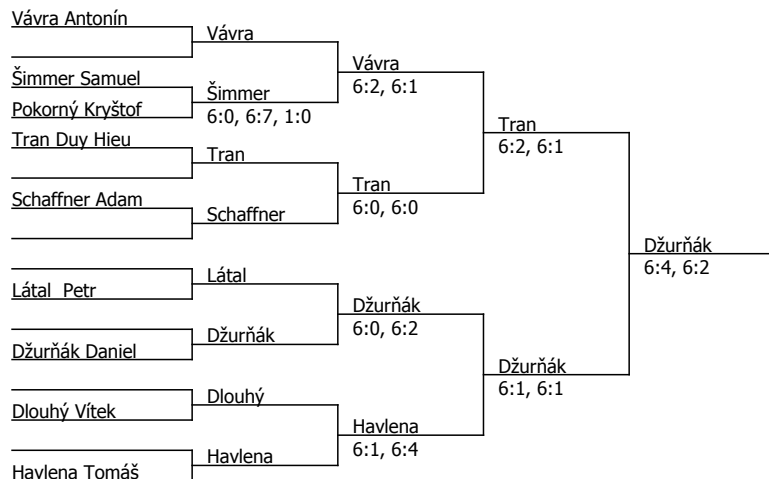 Vávra Antonín
Vávra
Vávra
6:2, 6:1
Šimmer Samuel
Šimmer
6:0, 6:7, 1:0
Pokorný Kryštof
Tran
6:2, 6:1
Tran Duy Hieu
Tran
Tran
6:0, 6:0
Schaffner Adam
Schaffner
Džurňák
6:4, 6:2
Látal
Látal  Petr
Džurňák
6:0, 6:2
Džurňák
Džurňák Daniel
Džurňák
6:1, 6:1
Dlouhý
Dlouhý Vítek
Havlena
6:1, 6:4
Havlena
Havlena Tomáš